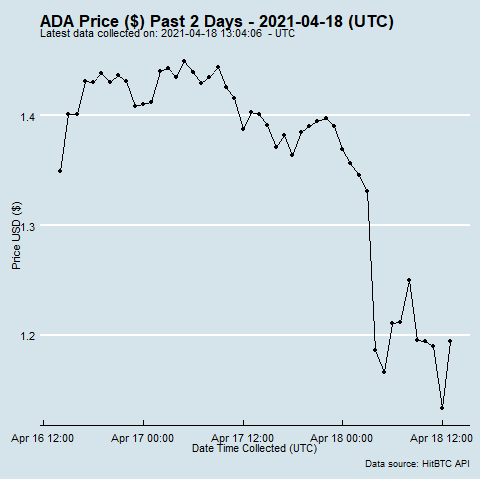 ADA Price ($) Past 2 Days - 2021-04-18 (UTC)
Latest data collected on: 2021-04-18 13:04:06 - UTC
1.4
1.3
1.2
Price USD ($)
Apr 16 12:00
Apr 17 00:00
Apr 17 12:00
Apr 18 00:00
Apr 18 12:00
Date Time Collected (UTC)
Data source: HitBTC API